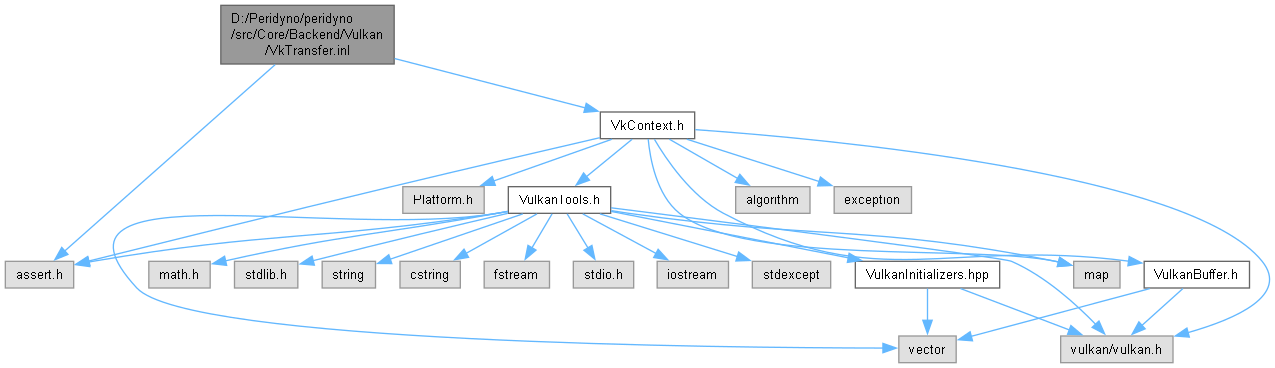 D:/Peridyno/peridyno
/src/Core/Backend/Vulkan
/VkTransfer.inl
VkContext.h
Platform.h
VulkanTools.h
algorithm
exception
assert.h
math.h
stdlib.h
string
cstring
fstream
stdio.h
iostream
stdexcept
VulkanInitializers.hpp
map
VulkanBuffer.h
vector
vulkan/vulkan.h